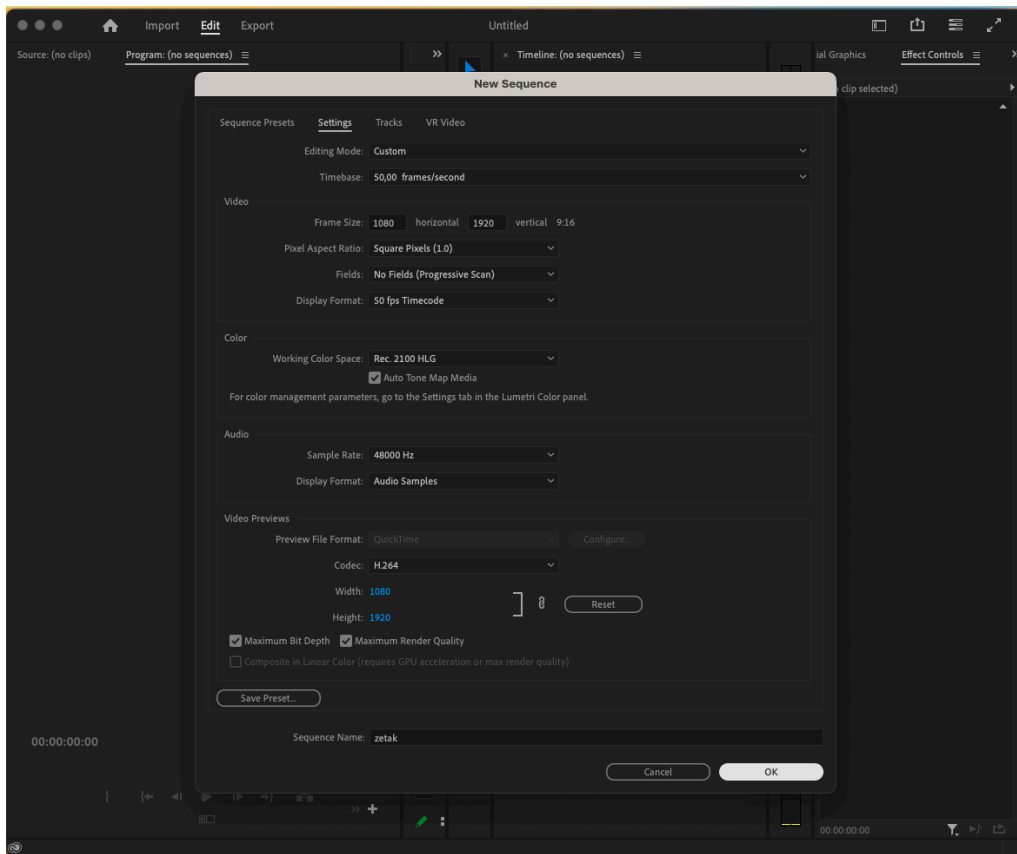 Import Edit Export Untitled
Source: (no clips) Program: (no sequences) × Timeline: (no sequences) ial Graphics Effect Controls
New Sequence
clip selected)
Sequence Presets Settings Tracks VR Video
Editing Mode: Custom
Timebase: 50,00 frames/second
Video
Frame Size: 1080 horizontal 1920 vertical 9:16
Pixel Aspect Ratio: Square Pixels (1.0)
Fields: No Fields (Progressive Scan)
Display Format: 50 fps Timecode
Color
Working Color Space: Rec. 2100 HLG
Auto Tone Map Media
For color management parameters, go to the Settings tab in the Lumetri Color panel.
Audio
Sample Rate: 48000 Hz
Display Format: Audio Samples
Video Previews
Preview File Format: QuickTime Configure...
Codec: H.264
Width: 1080
Reset
Height: 1920
Maximum Bit Depth Maximum Render Quality
Composite in Linear Color (requires GPU acceleration or max render quality)
Save Preset...
Sequence Name: zetak
00:00:00:00
Cancel OK
00:00:00:00